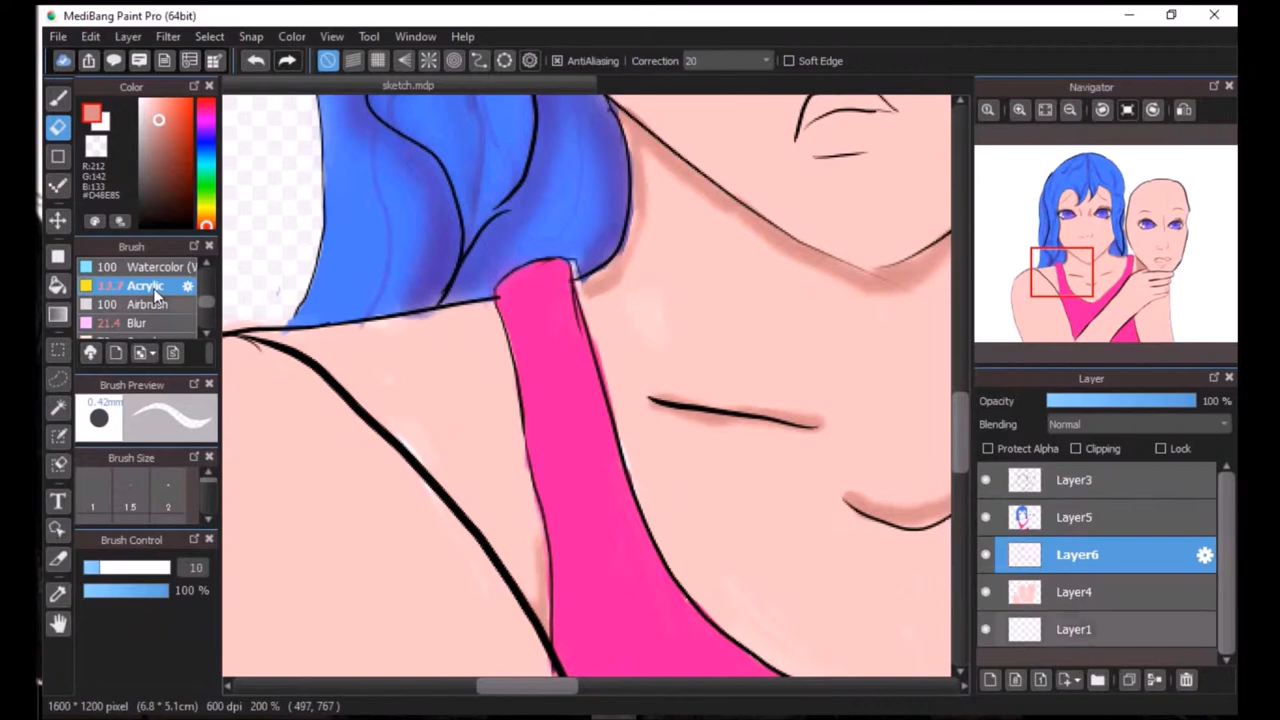 MediBang Paint Pro (64bit)
File Edit Layer Filter Select Snap Color View Tool Window Help
AntiAliasing Correction 20 Soft Edge
sketch.mdp
Color
R:212
G:142
B:133
#D48E85
Brush
100 Watercolor (
13.7 Acrylic
100 Airbrush
21.4 Blur
Brush Preview
0.42mm
Brush Size
1 1.5 2
Brush Control
10
100 %
T
Navigator
Layer
Opacity 100 %
Blending Normal
Protect Alpha Clipping Lock
Layer3
Layer5
Layer6
Layer4
Layer1
1600 * 1200 pixel (6.8 * 5.1cm) 600 dpi 200 % ( 497, 767 )